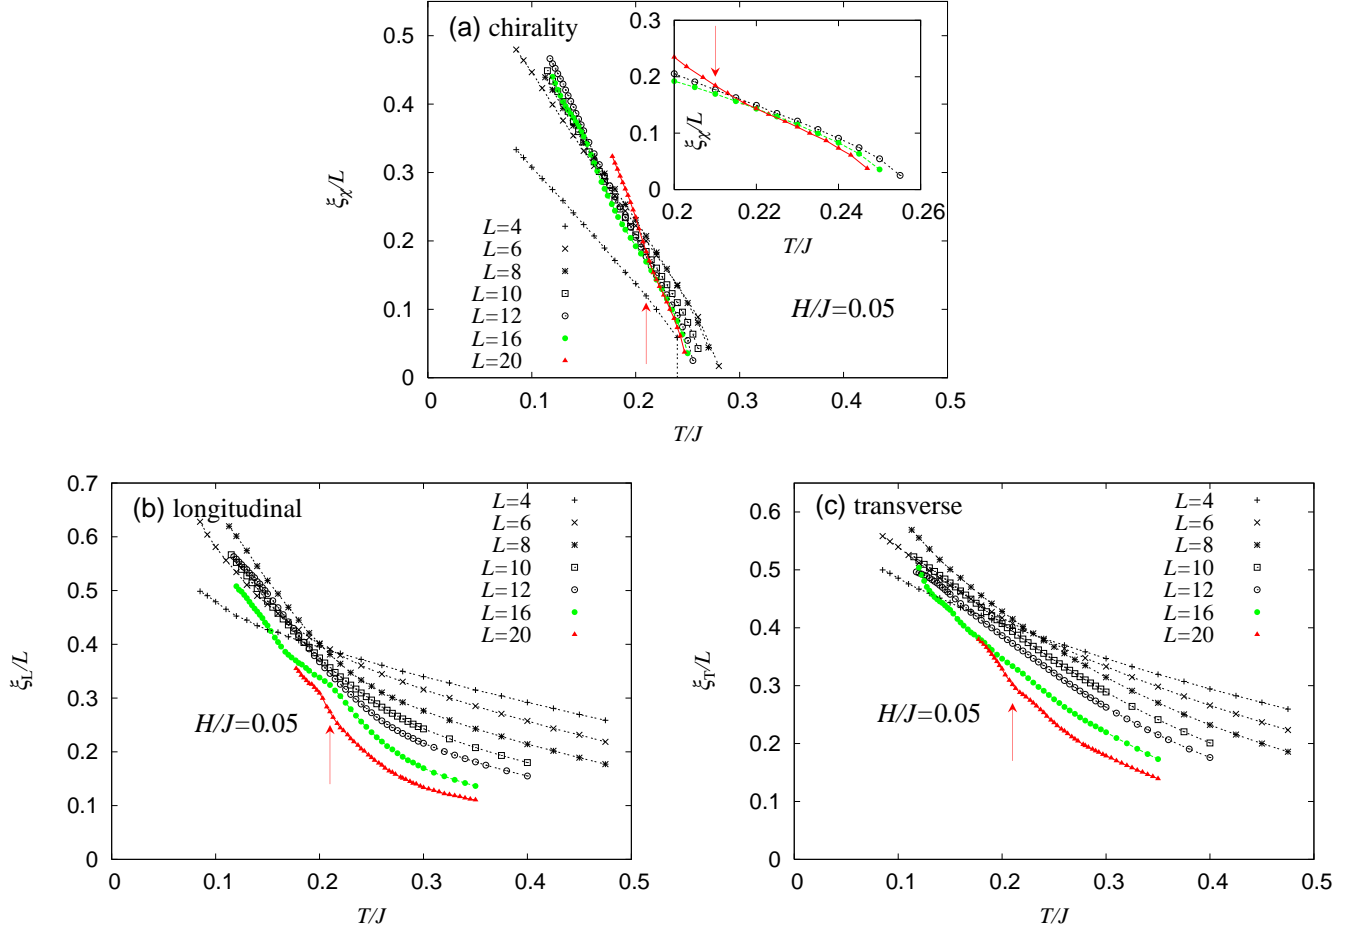 (a) chirality
0.5
0.4
0.3
0.2
0.1
0
ξχ/L
0 0.1 0.2 0.3 0.4 0.5
T/J
L=4
L=6
L=8
L=10
L=12
L=16
L=20
H/J=0.05
0.3
0.2
0.1
0
ξχ/L
0.2 0.22 0.24 0.26
T/J
(b) longitudinal
0.7
0.6
0.5
0.4
0.3
0.2
0.1
0
ξL/L
0 0.1 0.2 0.3 0.4 0.5
T/J
L=4
L=6
L=8
L=10
L=12
L=16
L=20
H/J=0.05
(c) transverse
0.6
0.5
0.4
0.3
0.2
0.1
0
ξT/L
0 0.1 0.2 0.3 0.4 0.5
T/J
L=4
L=6
L=8
L=10
L=12
L=16
L=20
H/J=0.05